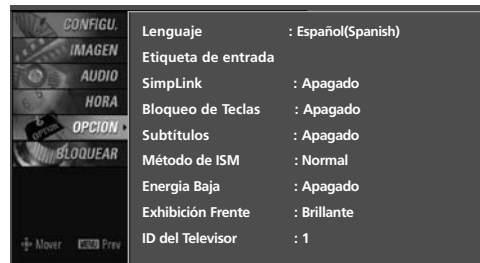 CONFIGU.
IMAGEN
AUDIO
HORA
OPCION
BLOQUEAR
Mover MENU Prev
Lenguaje : Español(Spanish)
Etiqueta de entrada
SimpLink : Apagado
Bloqueo de Teclas : Apagado
Subtítulos : Apagado
Método de ISM : Normal
Energia Baja : Apagado
Exhibición Frente : Brillante
ID del Televisor : 1